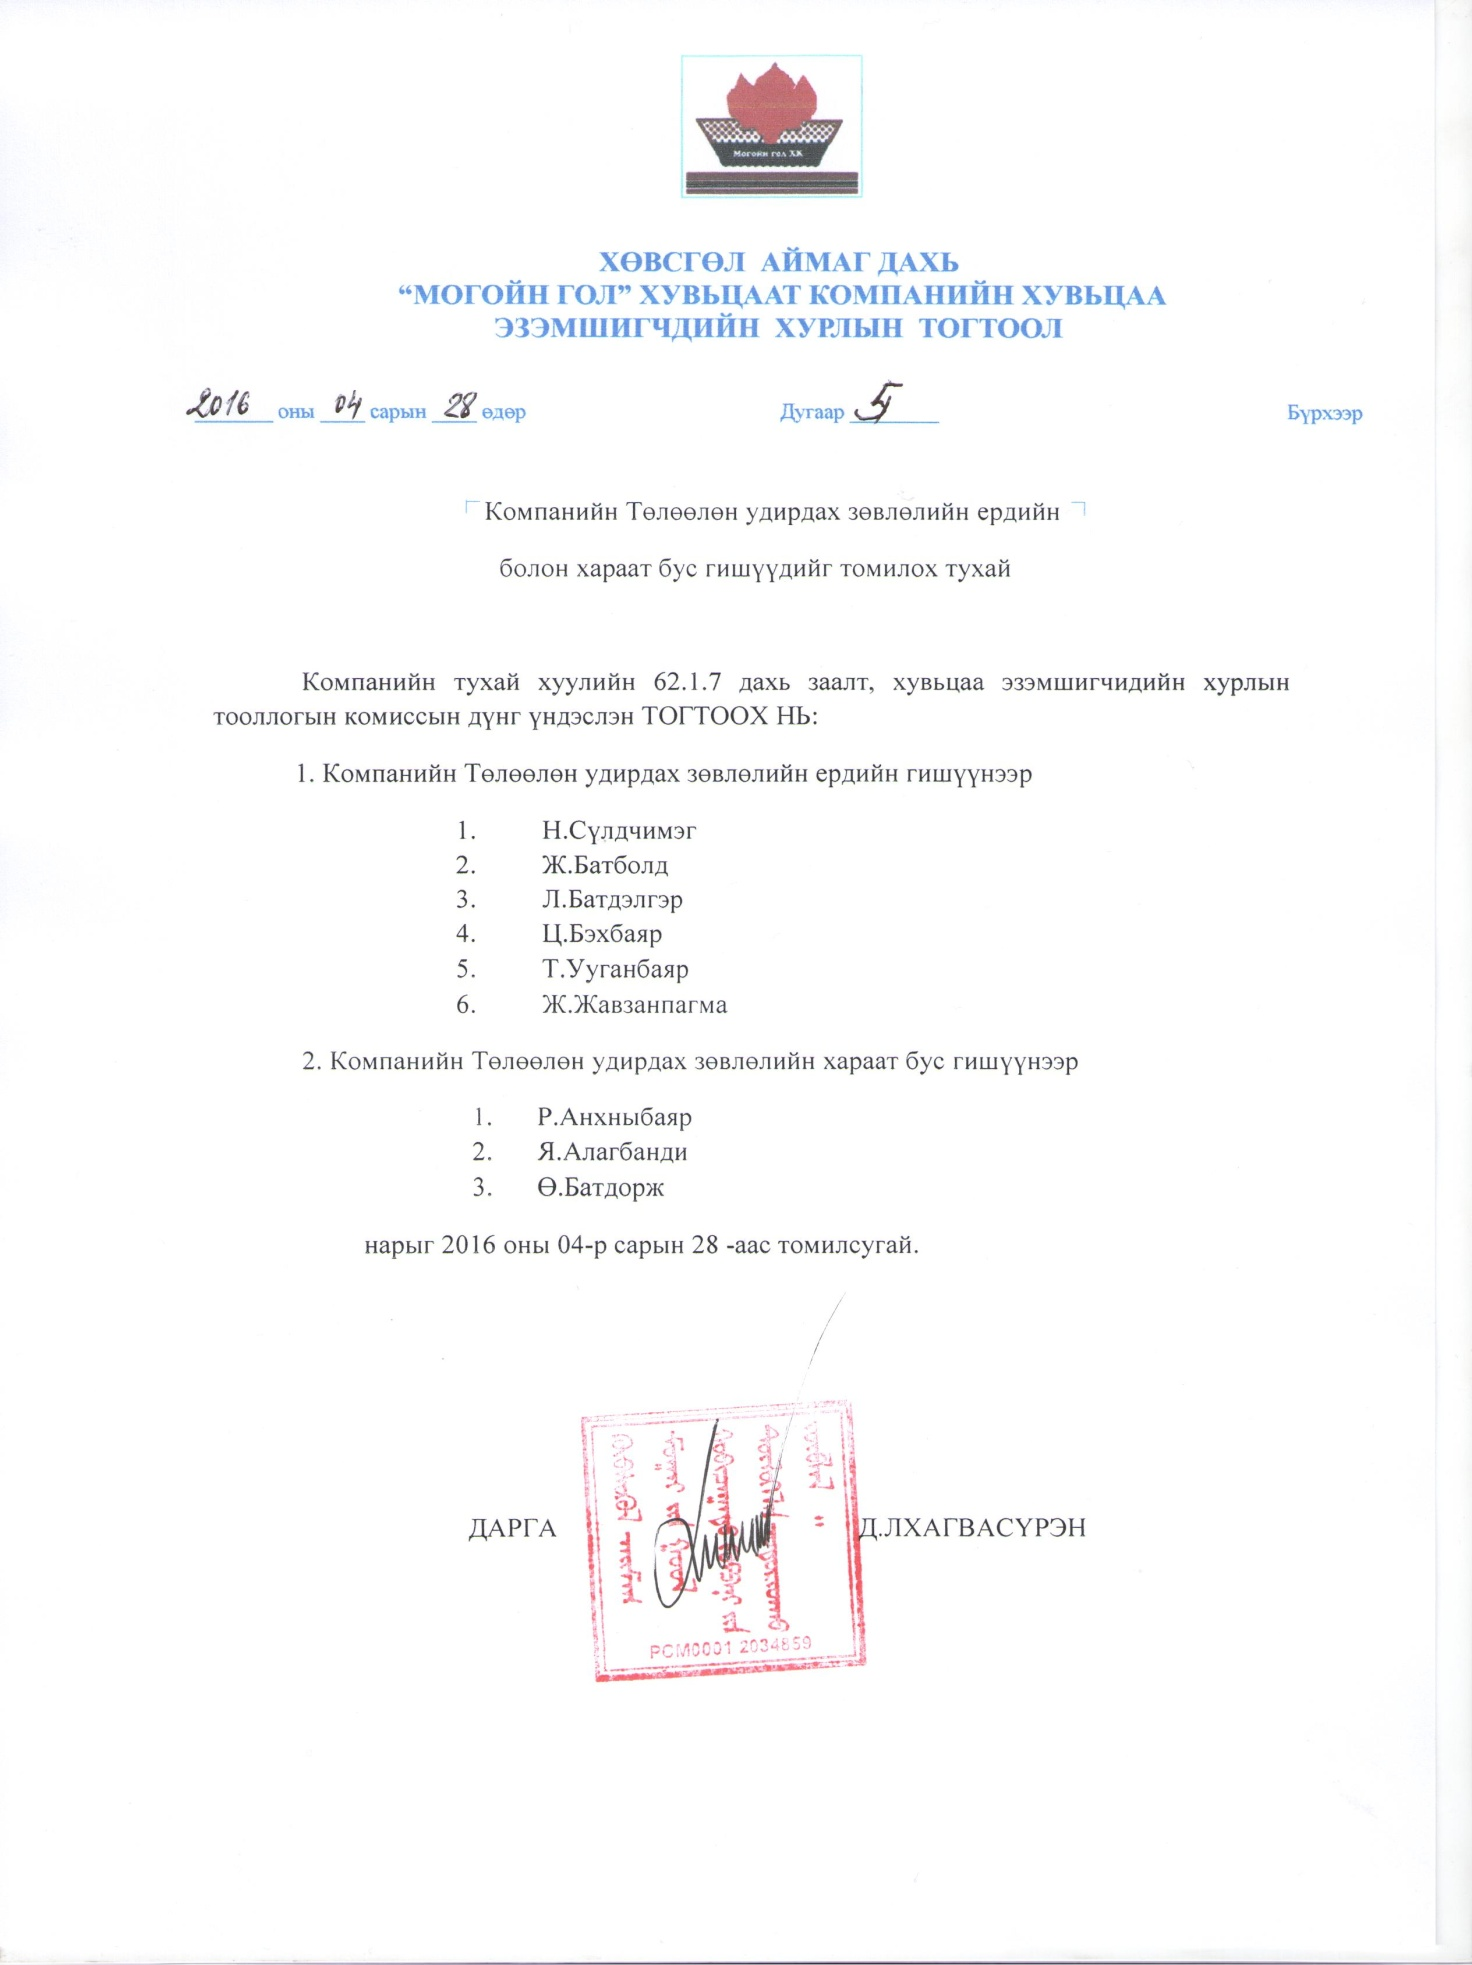 Могойн гол ХК
ХӨВСГӨЛ АЙМАГ ДАХЬ
“МОГОЙН ГОЛ” ХУВЬЦААТ КОМПАНИЙН ХУВЬЦАА
ЭЗЭМШИГЧДИЙН ХУРЛЫН ТОГТООЛ
2016 оны 04 сарын 28 өдөр Дугаар 5 Бүрхээр
Компанийн Төлөөлөн удирдах зөвлөлийн ердийн
болон хараат бус гишүүдийг томилох тухай
Компанийн тухай хуулийн 62.1.7 дахь заалт, хувьцаа эзэмшигчидийн хурлын
тооллогын комиссын дүнг үндэслэн ТОГТООХ НЬ:
1. Компанийн Төлөөлөн удирдах зөвлөлийн ердийн гишүүнээр
1. Н.Сүлдчимэг
2. Ж.Батболд
3. Л.Батдэлгэр
4. Ц.Бэхбаяр
5. Т.Ууганбаяр
6. Ж.Жавзанпагма
2. Компанийн Төлөөлөн удирдах зөвлөлийн хараат бус гишүүнээр
1. Р.Анхныбаяр
2. Я.Алагбанди
3. Ө.Батдорж
нарыг 2016 оны 04-р сарын 28 -аас томилсугай.
ДАРГА Д.ЛХАГВАСҮРЭН
РСМ0001 2034859